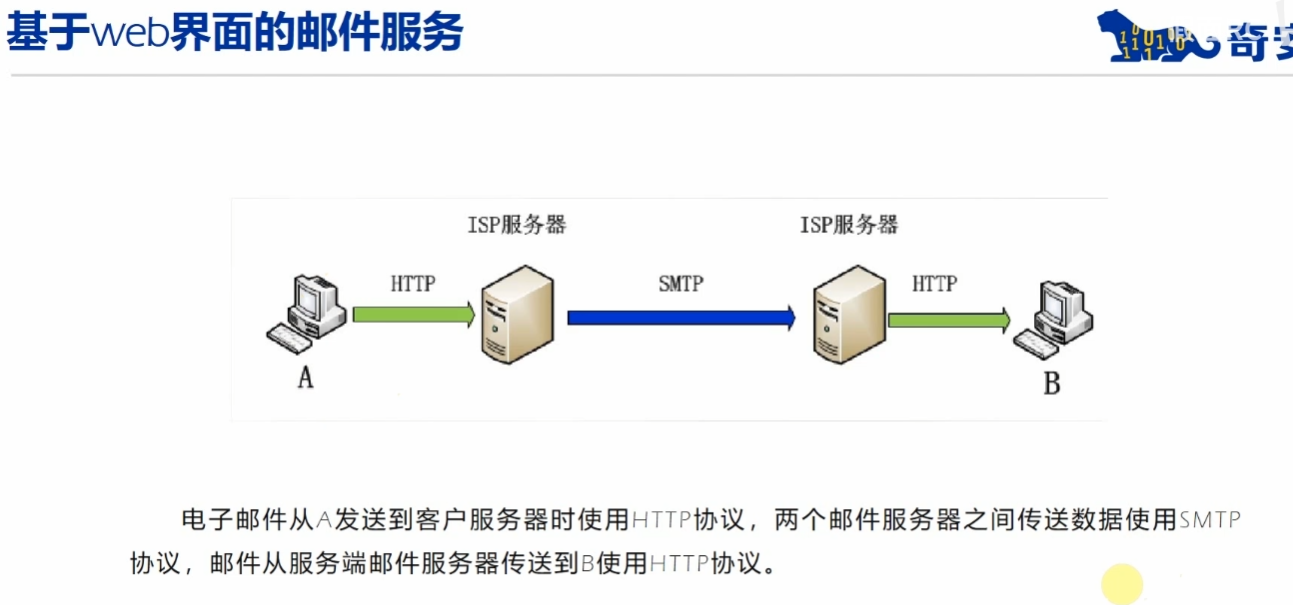 基于web界面的邮件服务
ISP服务器
ISP服务器
HTTP
SMTP
HTTP
A
B
电子邮件从A发送到客户服务器时使用HTTP协议，两个邮件服务器之间传送数据使用SMTP
协议，邮件从服务端邮件服务器传送到B使用HTTP协议。